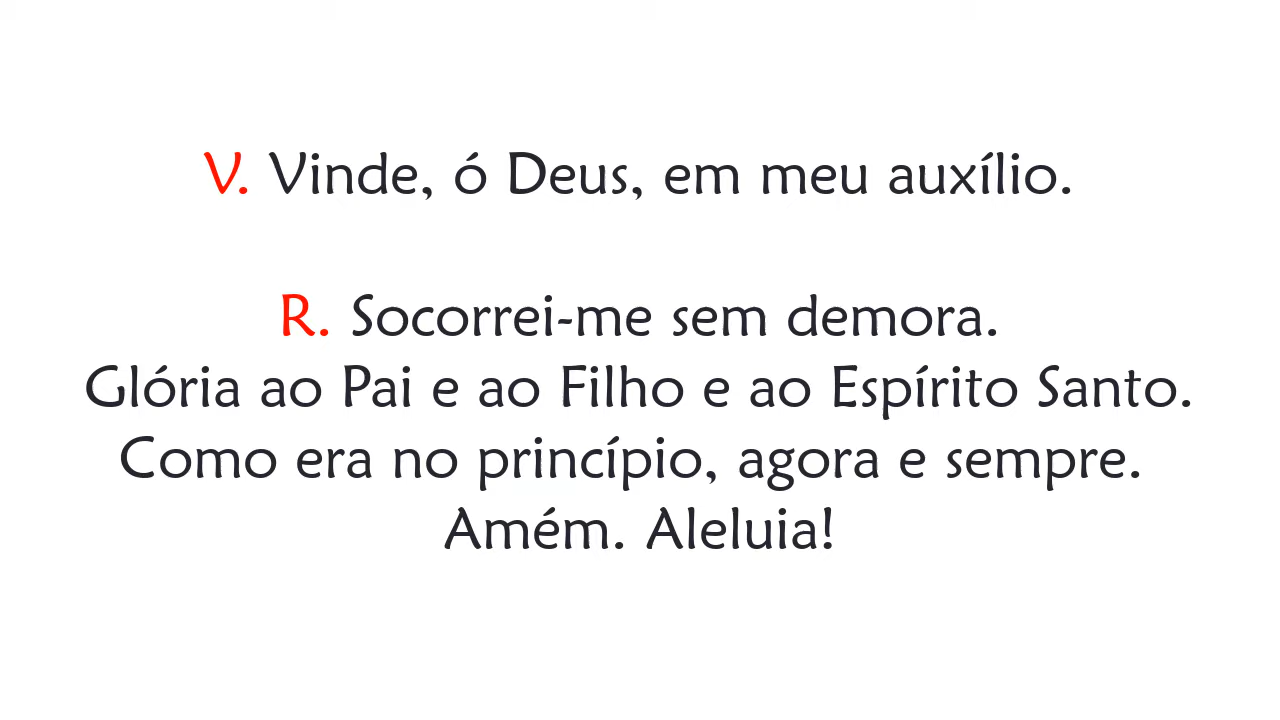 V. Vinde, ó Deus, em meu auxílio.
R. Socorrei-me sem demora.
Glória ao Pai e ao Filho e ao Espírito Santo.
Como era no princípio, agora e sempre.
Amém. Aleluia!